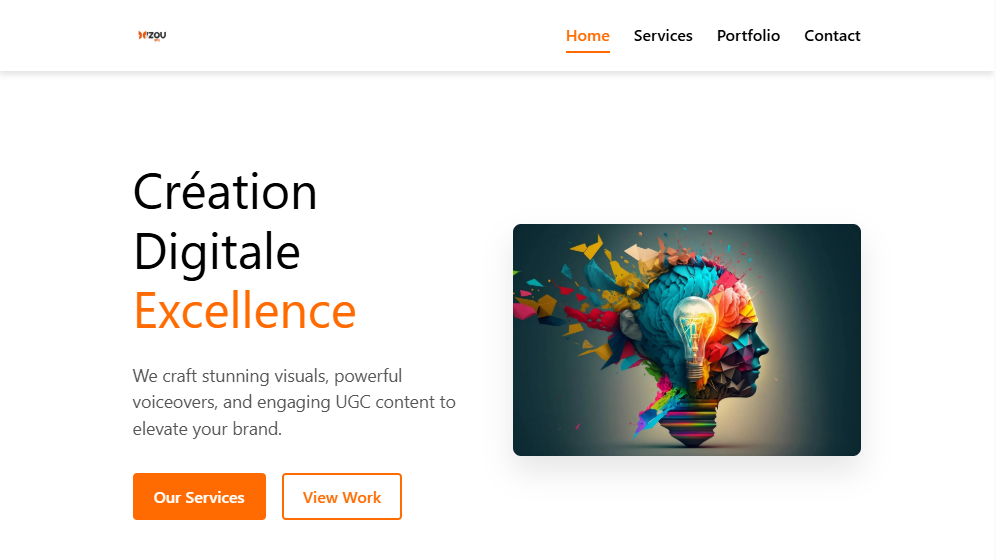 Home Services Portfolio Contact
Création
Digitale
Excellence
We craft stunning visuals, powerful
voiceovers, and engaging UGC content to
elevate your brand.
Our Services View Work